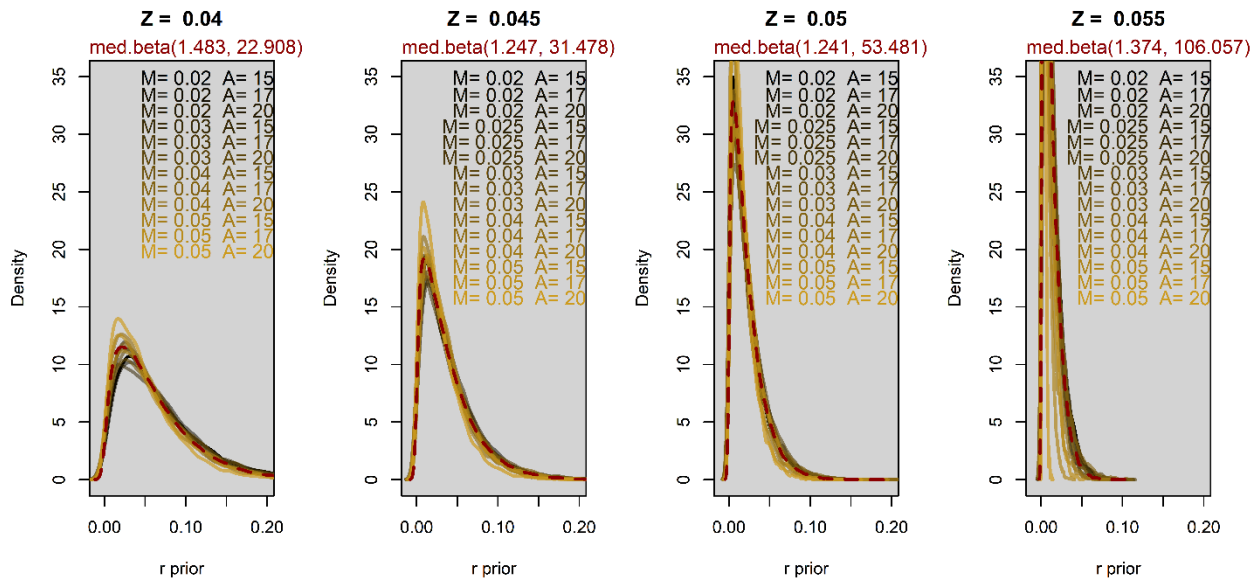 Z = 0.04
med.beta(1.483, 22.908)
M= 0.02 A= 15
M= 0.02 A= 17
M= 0.02 A= 20
M= 0.03 A= 15
M= 0.03 A= 17
M= 0.03 A= 20
M= 0.04 A= 15
M= 0.04 A= 17
M= 0.04 A= 20
M= 0.05 A= 15
M= 0.05 A= 17
M= 0.05 A= 20
35
30
25
20
15
10
5
0
Density
0.00 0.10 0.20
r prior
Z = 0.045
med.beta(1.247, 31.478)
M= 0.02 A= 15
M= 0.02 A= 17
M= 0.02 A= 20
M= 0.025 A= 15
M= 0.025 A= 17
M= 0.025 A= 20
M= 0.03 A= 15
M= 0.03 A= 17
M= 0.03 A= 20
M= 0.04 A= 15
M= 0.04 A= 17
M= 0.04 A= 20
M= 0.05 A= 15
M= 0.05 A= 17
M= 0.05 A= 20
35
30
25
20
15
10
5
0
Density
0.00 0.10 0.20
r prior
Z = 0.05
med.beta(1.241, 53.481)
M= 0.02 A= 15
M= 0.02 A= 17
M= 0.02 A= 20
M= 0.025 A= 15
M= 0.025 A= 17
M= 0.025 A= 20
M= 0.03 A= 15
M= 0.03 A= 17
M= 0.03 A= 20
M= 0.04 A= 15
M= 0.04 A= 17
M= 0.04 A= 20
M= 0.05 A= 15
M= 0.05 A= 17
M= 0.05 A= 20
35
30
25
20
15
10
5
0
Density
0.00 0.10 0.20
r prior
Z = 0.055
med.beta(1.374, 106.057)
M= 0.02 A= 15
M= 0.02 A= 17
M= 0.02 A= 20
M= 0.025 A= 15
M= 0.025 A= 17
M= 0.025 A= 20
M= 0.03 A= 15
M= 0.03 A= 17
M= 0.03 A= 20
M= 0.04 A= 15
M= 0.04 A= 17
M= 0.04 A= 20
M= 0.05 A= 15
M= 0.05 A= 17
M= 0.05 A= 20
35
30
25
20
15
10
5
0
Density
0.00 0.10 0.20
r prior